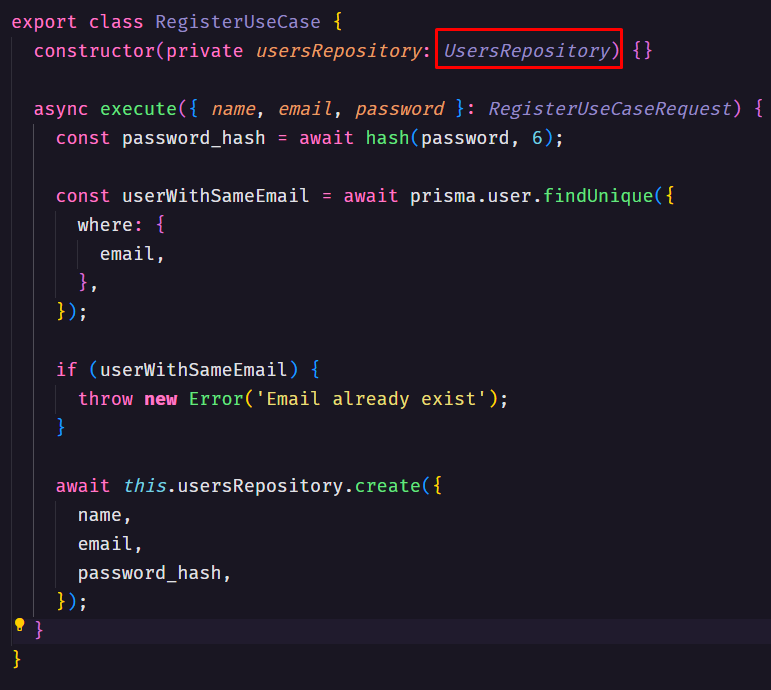 export class RegisterUseCase {
constructor(private usersRepository: UsersRepository) {}
async execute({ name, email, password }: RegisterUseCaseRequest) {
const password_hash = await hash(password, 6);
const userWithSameEmail = await prisma.user.findUnique({
where: {
email,
},
});
if (userWithSameEmail) {
throw new Error('Email already exist');
}
await this.usersRepository.create({
name,
email,
password_hash,
});
}
}